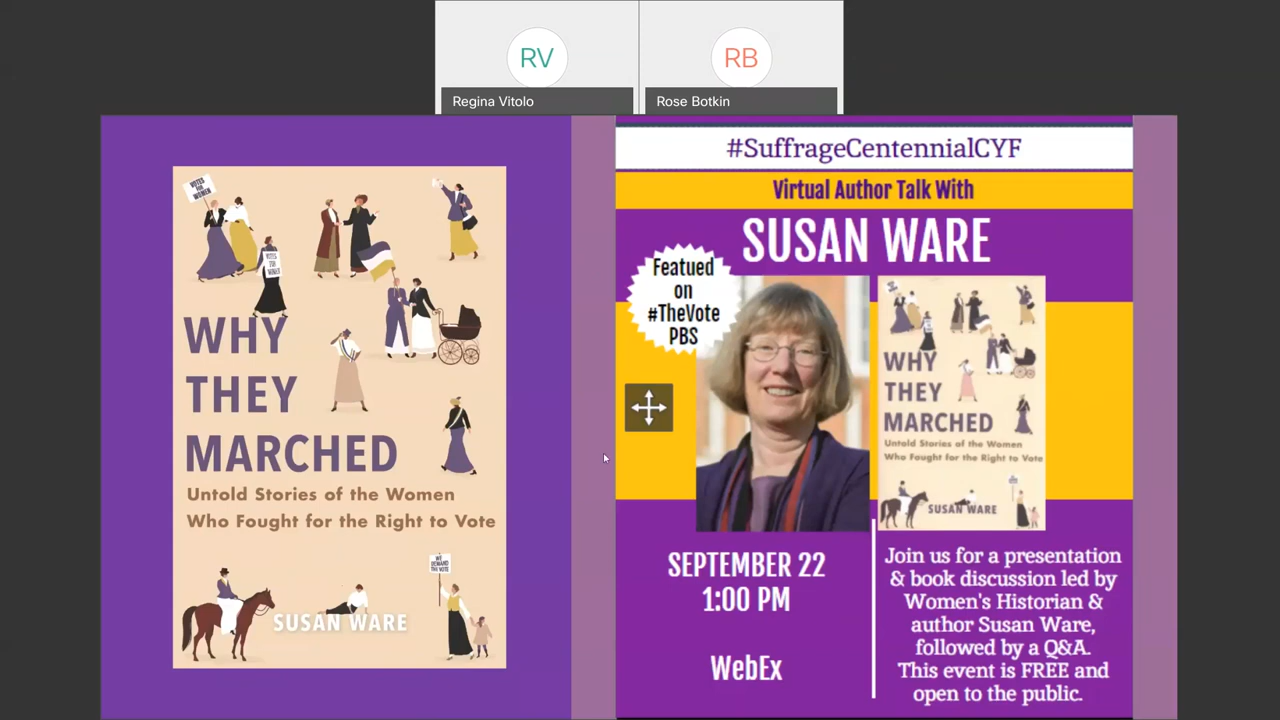 RV
RB
Regina Vitolo
Rose Botkin
VOTES
for
WOMEN
VOTES
FOR
WOMEN
WHY
THEY
MARCHED
Untold Stories of the Women
Who Fought for the Right to Vote
WE
DEMAND
THE VOTE
SUSAN WARE
#SuffrageCentennialCYF
Virtual Author Talk With
SUSAN WARE
Featued
on
#TheVote
PBS
WHY
THEY
MARCHED
Untold Stories of the Women
Who Fought for the Right to Vote
SUSAN WARE
SEPTEMBER 22
1:00 PM
WebEx
Join us for a presentation
& book discussion led by
Women's Historian &
author Susan Ware,
followed by a Q&A.
This event is FREE and
open to the public.